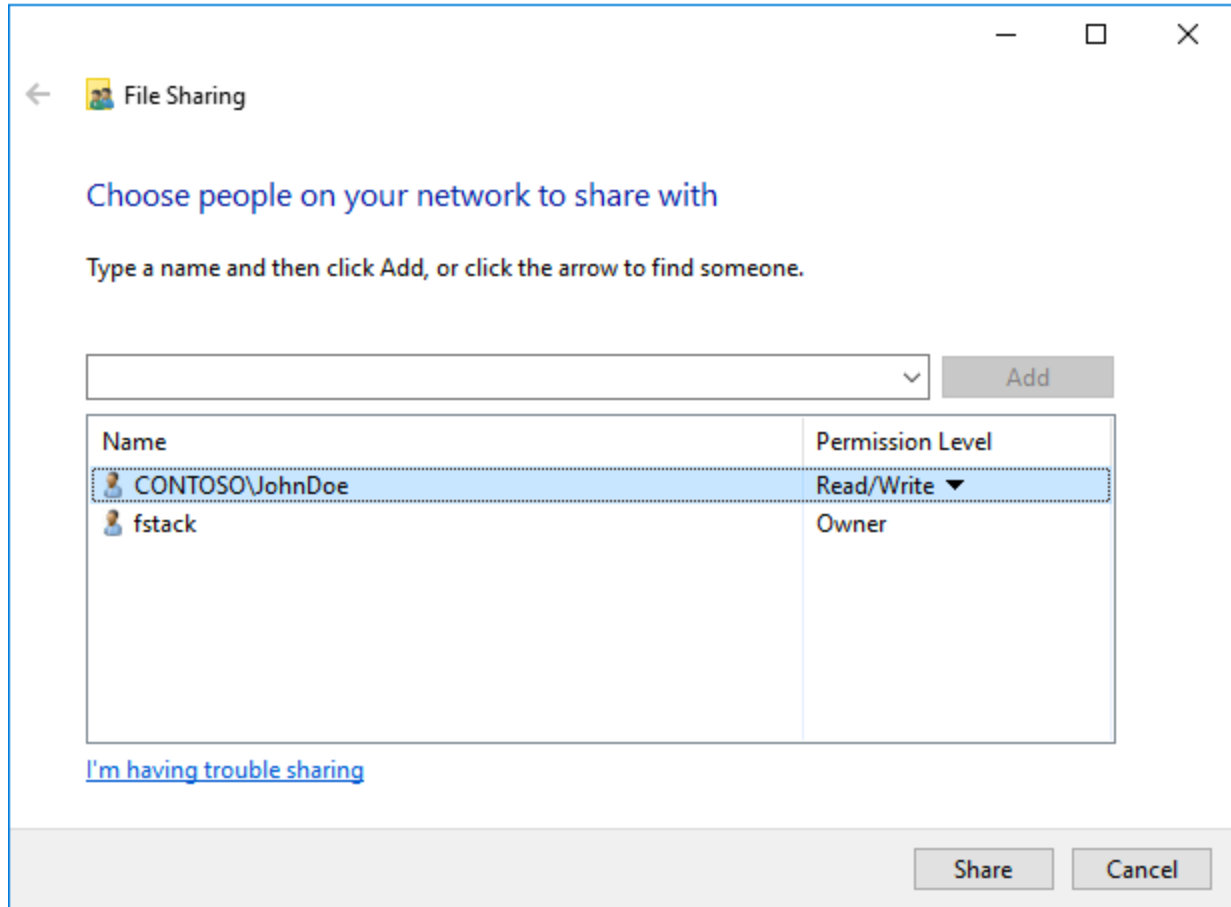 File Sharing
Choose people on your network to share with
Type a name and then click Add, or click the arrow to find someone.
Add
Name Permission Level
CONTOSO\JohnDoe Read/Write
fstack Owner
I'm having trouble sharing
Share Cancel